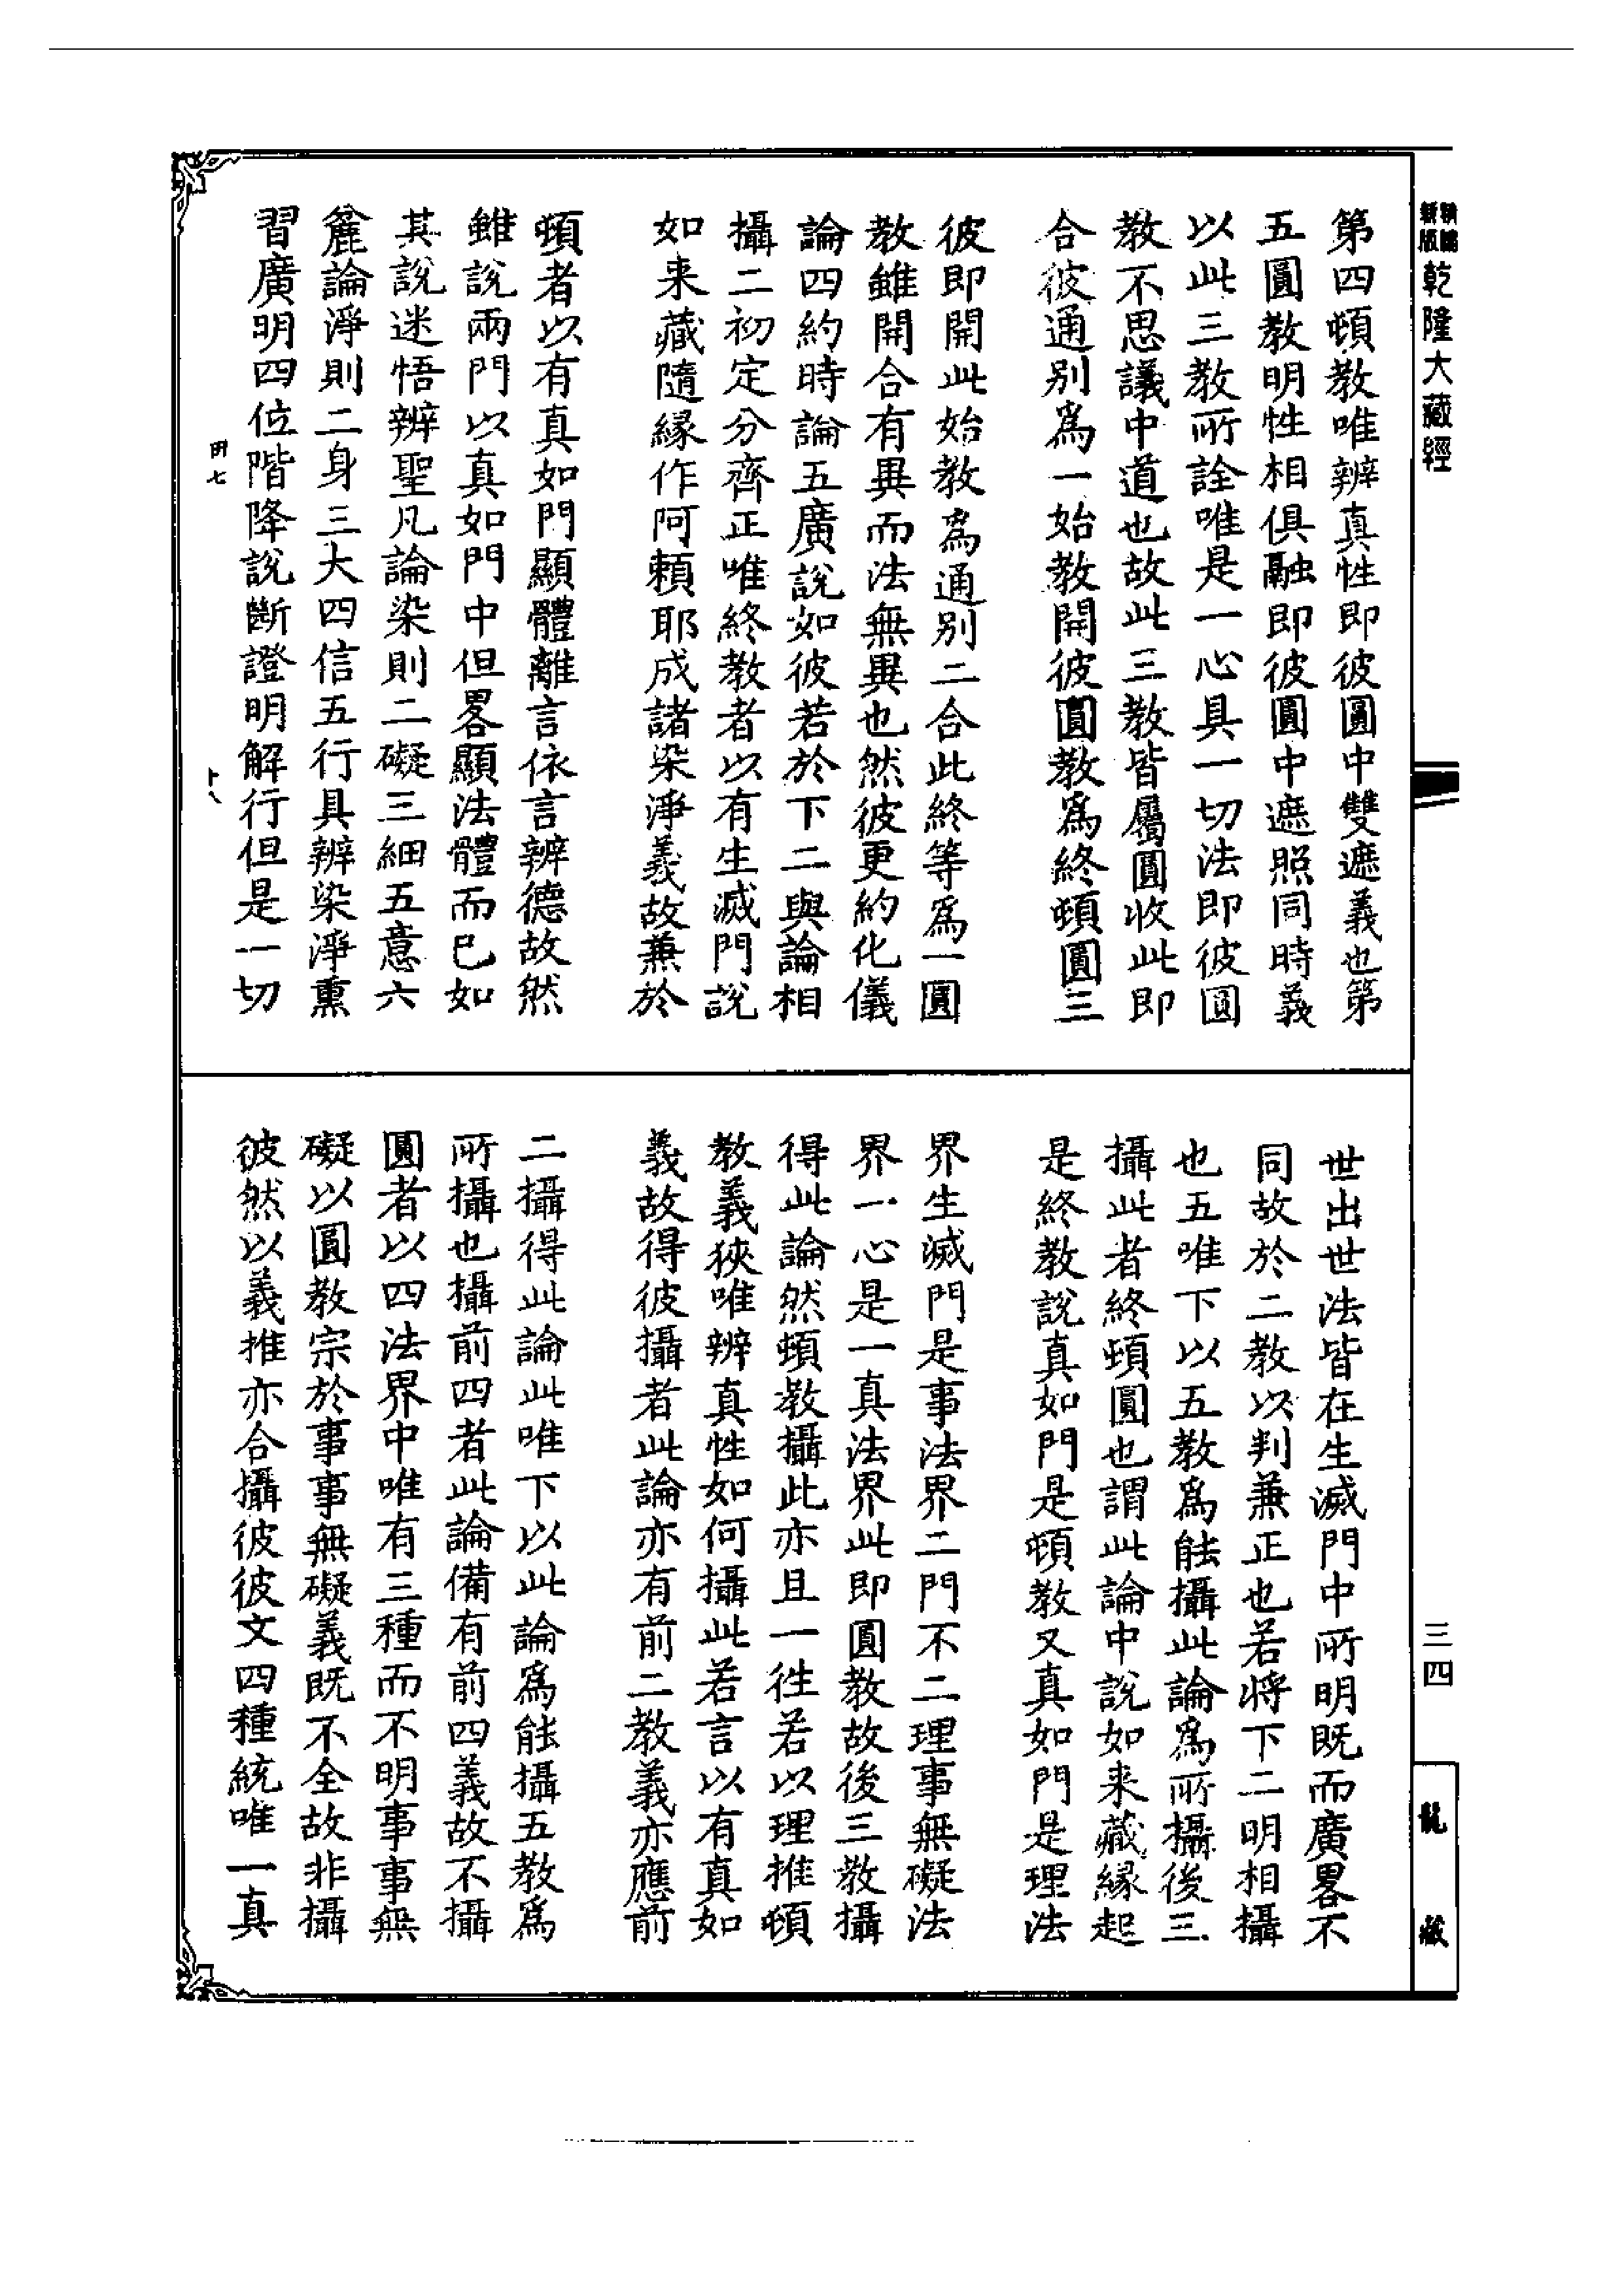 新版
乾隆大藏經
第四頓教唯辨真性即彼圓中雙遮義也第
五圓教明性相俱融即彼圓中遮照同時義
以此三教所詮唯是一心具一切法即彼圓
教不思議中道也故此三教皆屬圓收此即
合彼通別爲一始教開彼圓教爲終頓圓三
彼即開此始教爲通別二合此終等爲一圓
教雖開合有異而法無異也然彼更約化儀
論四約時論五廣說如彼若於下二與論相
攝二初定分齊正唯終教者以有生滅門說
如来藏隨緣作阿賴耶成諸染淨義故兼於
頓者以有真如門顯體離言依言辨德故然
雖說兩門以真如門中但畧顯法體而已如
其說迷悟辨聖凡論染則二礙三細五意六
麤論淨則二身三大四信五行具辨染淨熏
習廣明四位階降說斷證明解行但是一切
十八
世出世法皆在生滅門中所明既而廣畧不
同故於二教以判兼正也若將下二明相攝
也五唯下以五教爲能攝此論爲所攝後三
攝此者終頓圓也謂此論中說如来藏緣起
是終教說真如門是頓教又真如門是理法
界生滅門是事法界二門不二理事無礙法
界一心是一真法界此即圓教故後三教攝
得此論然頓教攝此亦且一往若以理推頓
教義狹唯辨真性如何攝此若言以有真如
義故得彼攝者此論亦有前二教義亦應前
二攝得此論此唯下以此論爲能攝五教爲
所攝也攝前四者此論備有前四義故不攝
圓者以四法界中唯有三種而不明事事無
礙以圓教宗於事事無礙義既不全故非攝
彼然以義推亦合攝彼彼文四種統唯一真
三四
龍藏